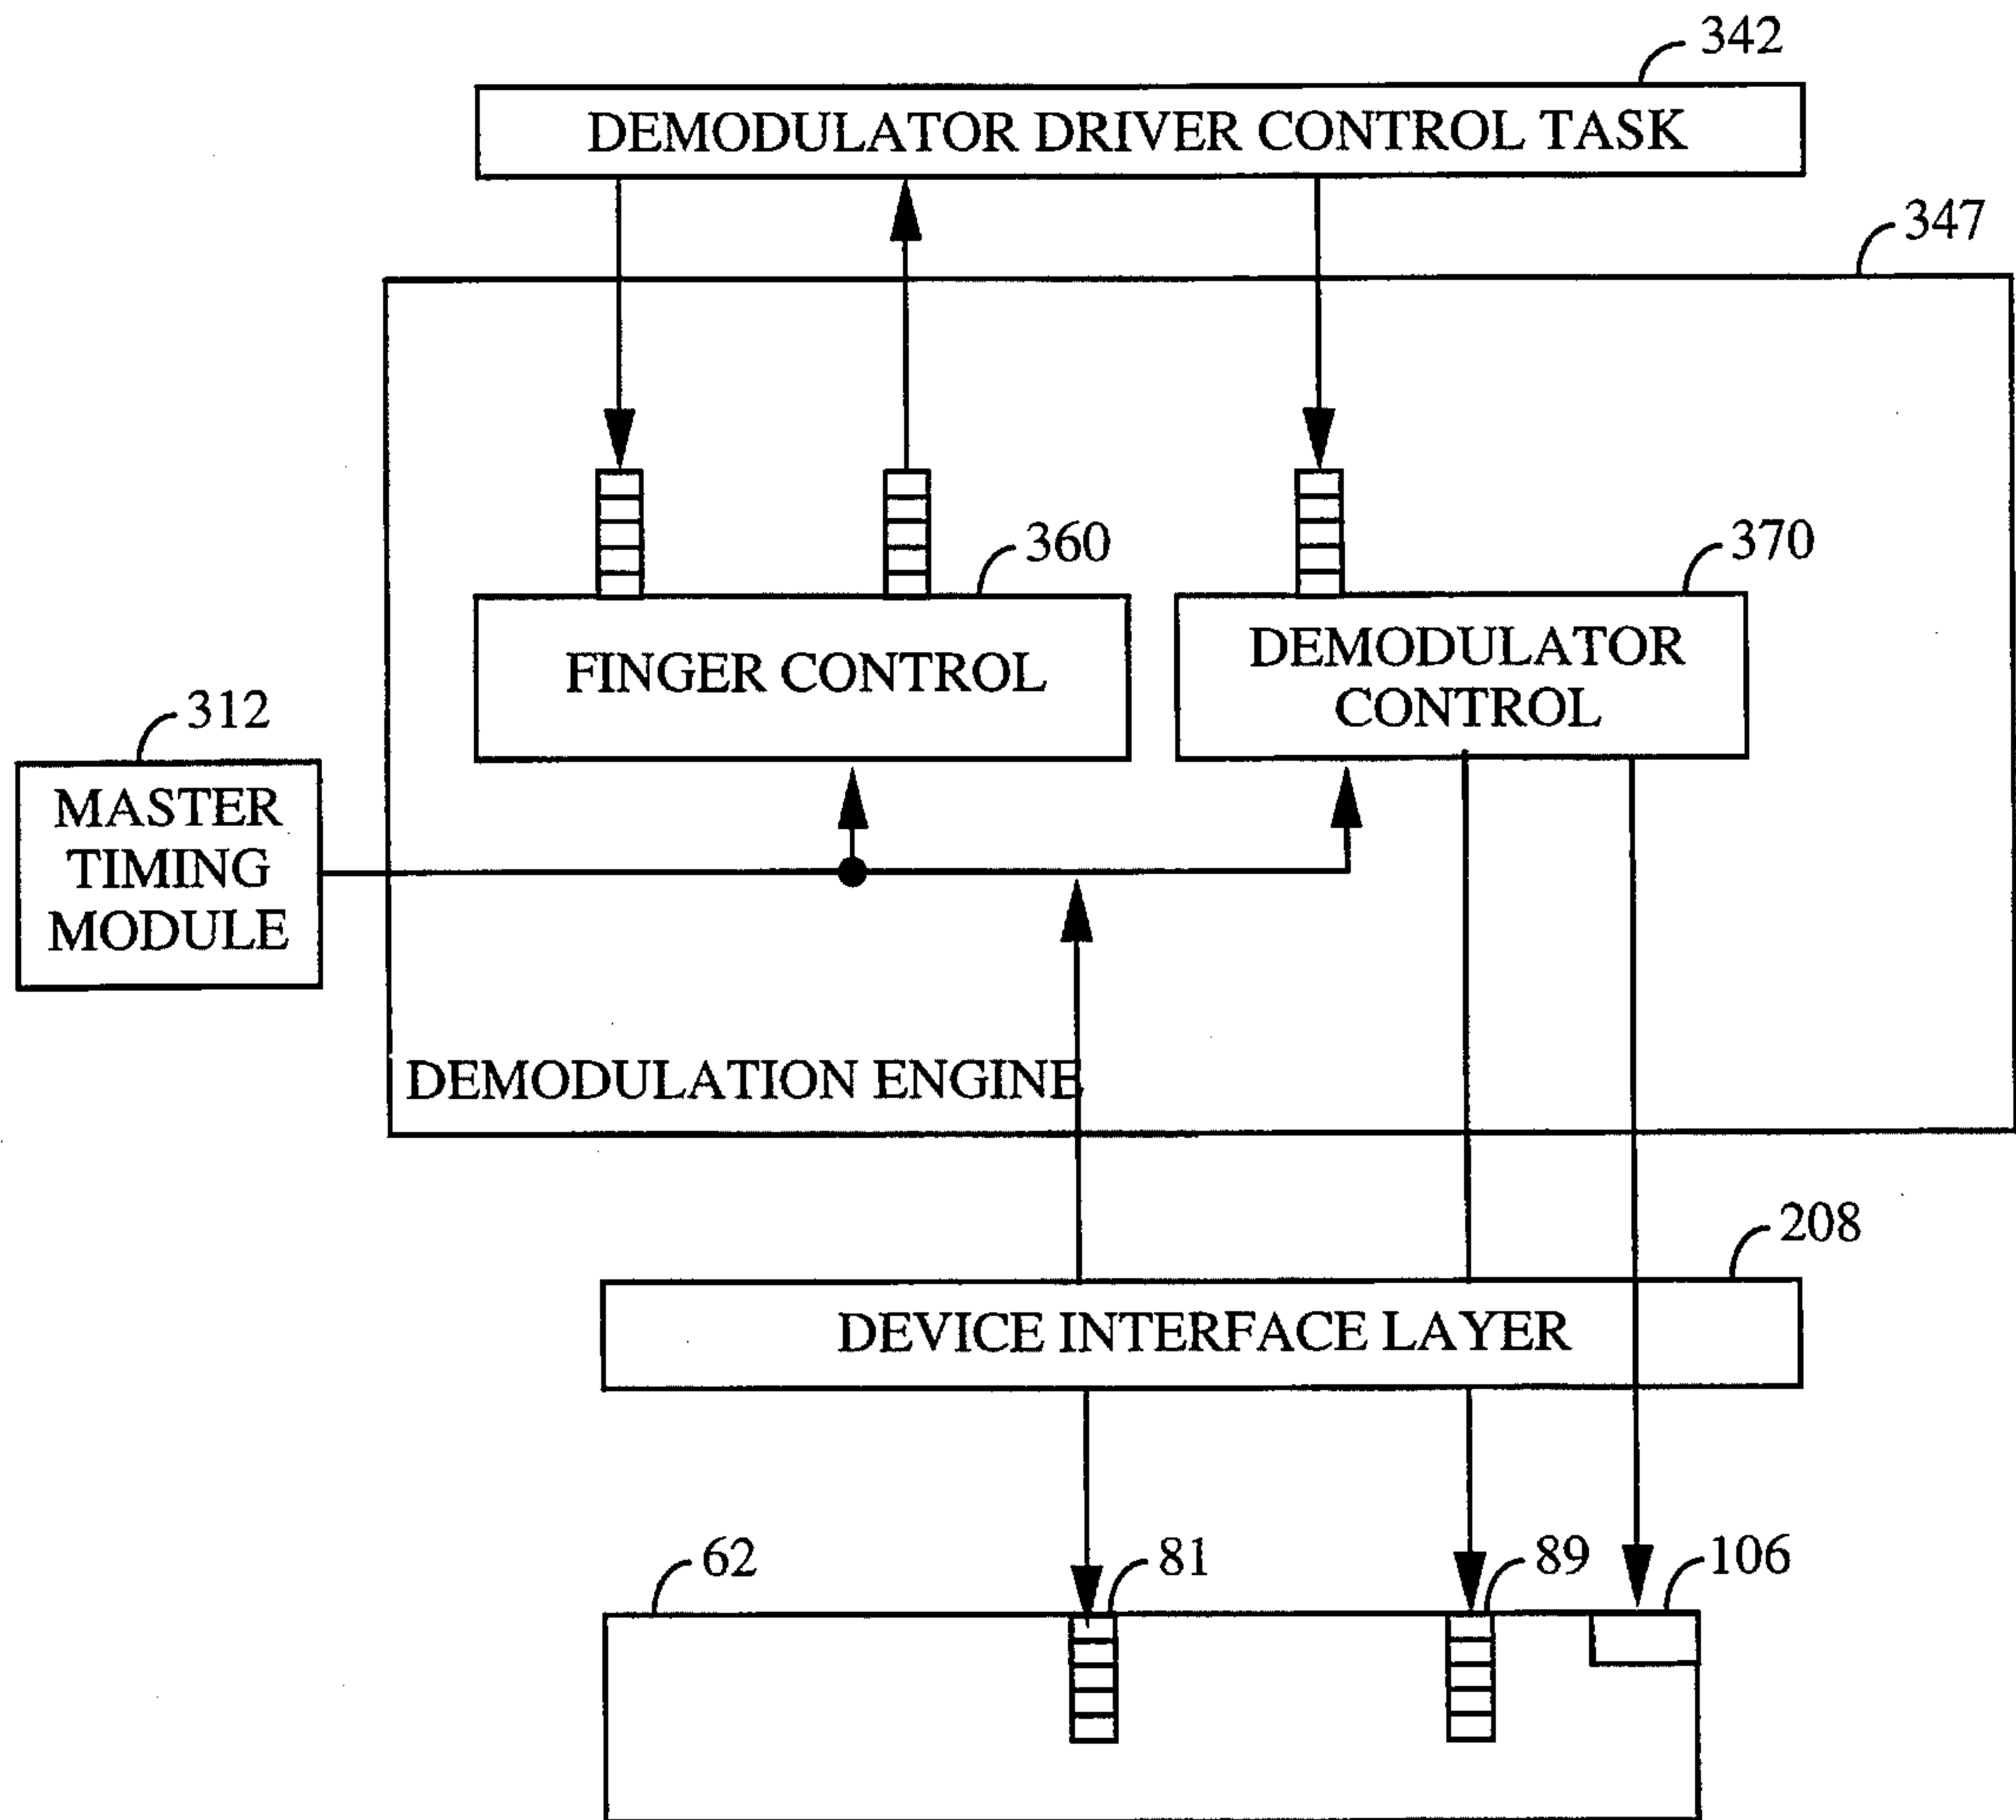 342
DEMODULATOR DRIVER CONTROL TASK
347
360
370
FINGER CONTROL
DEMODULATOR
CONTROL
312
MASTER
TIMING
MODULE
DEMODULATION ENGINE
208
DEVICE INTERFACE LAYER
62
81
89
106